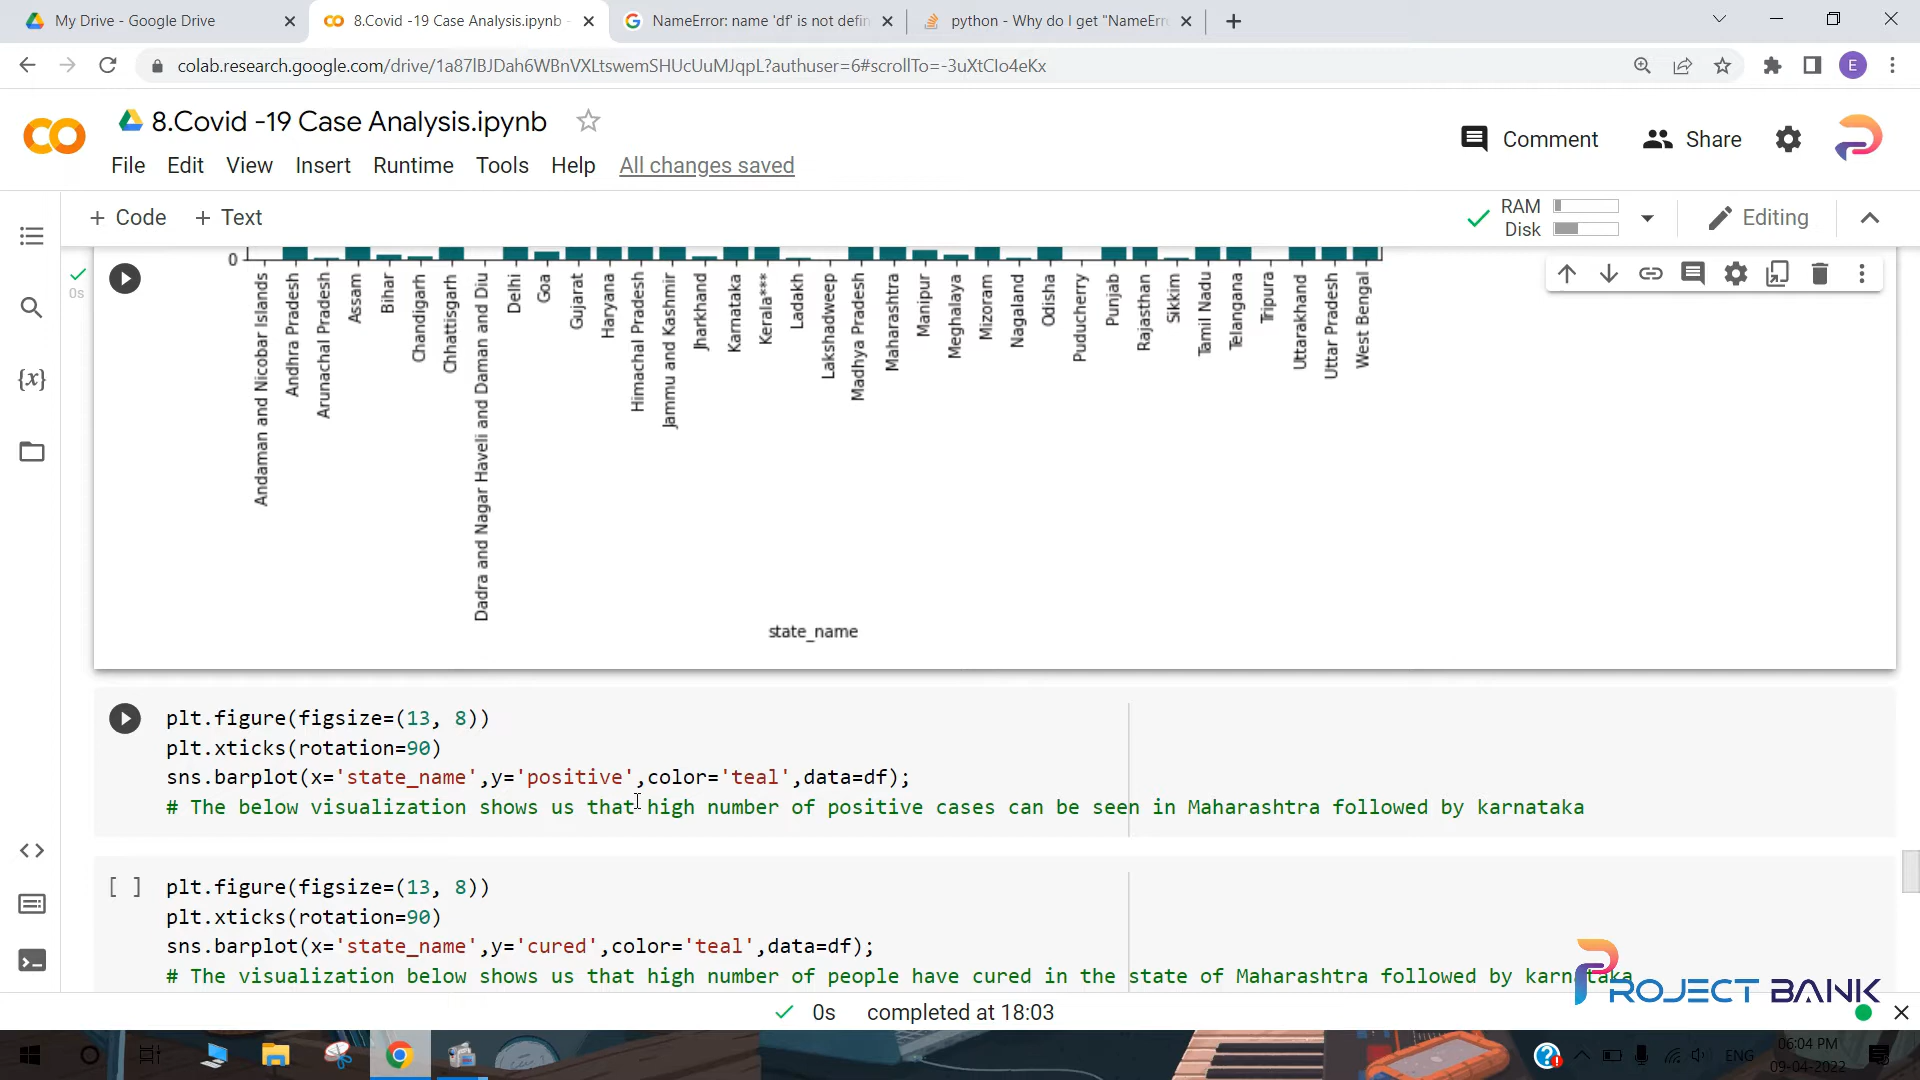 My Drive - Google Drive
8.Covid -19 Case Analysis.ipynb -
NameError: name 'df' is not defin
python - Why do I get "NameErr
colab.research.google.com/drive/1a87lBJDah6WBnVXLtswemSHUcUuMJqpL?authuser=6#scrollTo=-3uXtCIo4eKx
E
8.Covid -19 Case Analysis.ipynb
Comment
Share
File Edit View Insert Runtime Tools Help All changes saved
+ Code + Text
RAM
Disk
Editing
0
0s
Andaman and Nicobar Islands
Andhra Pradesh
Arunachal Pradesh
Assam
Bihar
Chandigarh
Chhattisgarh
Dadra and Nagar Haveli and Daman and Diu
Delhi
Goa
Gujarat
Haryana
Himachal Pradesh
Jammu and Kashmir
Jharkhand
Karnataka
Kerala***
Ladakh
Lakshadweep
Madhya Pradesh
Maharashtra
Manipur
Meghalaya
Mizoram
Nagaland
Odisha
Puducherry
Punjab
Rajasthan
Sikkim
Tamil Nadu
Telangana
Tripura
Uttarakhand
Uttar Pradesh
West Bengal
state_name
plt.figure(figsize=(13, 8))
plt.xticks(rotation=90)
sns.barplot(x='state_name',y='positive',color='teal',data=df);
# The below visualization shows us that high number of positive cases can be seen in Maharashtra followed by karnataka
[ ] plt.figure(figsize=(13, 8))
plt.xticks(rotation=90)
sns.barplot(x='state_name',y='cured',color='teal',data=df);
# The visualization below shows us that high number of people have cured in the state of Maharashtra followed by karnataka
PROJECT BANK
0s completed at 18:03
ENG
06:04 PM
09-04-2022